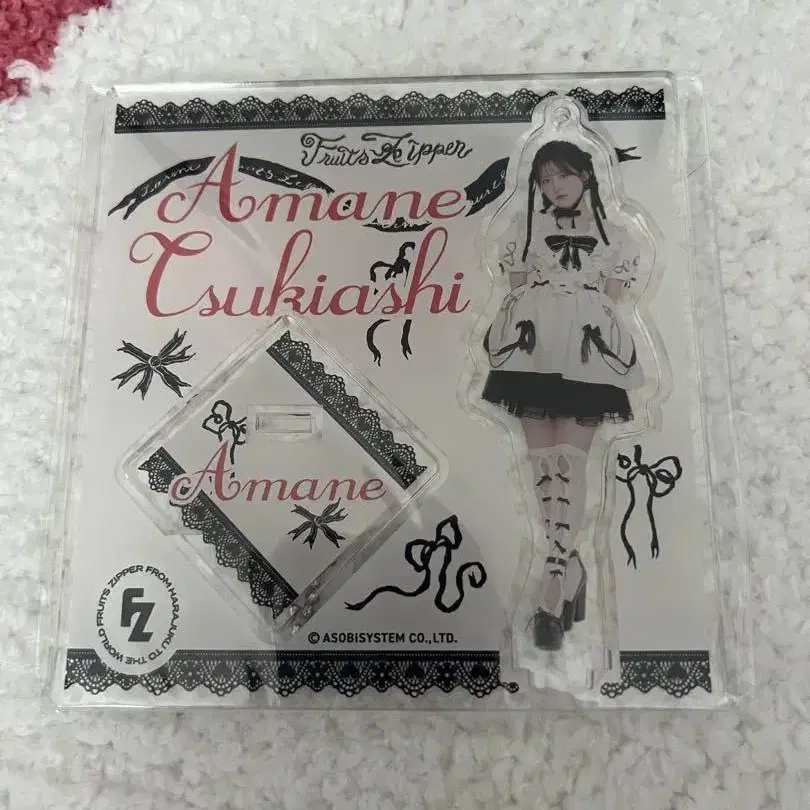 Fruits Zipper
Amane
Tsukiashi
Amane
FZ
FRUITS ZIPPER FROM HARAJUKU TO THE WORLD
© ASOBISYSTEM CO.,LTD.